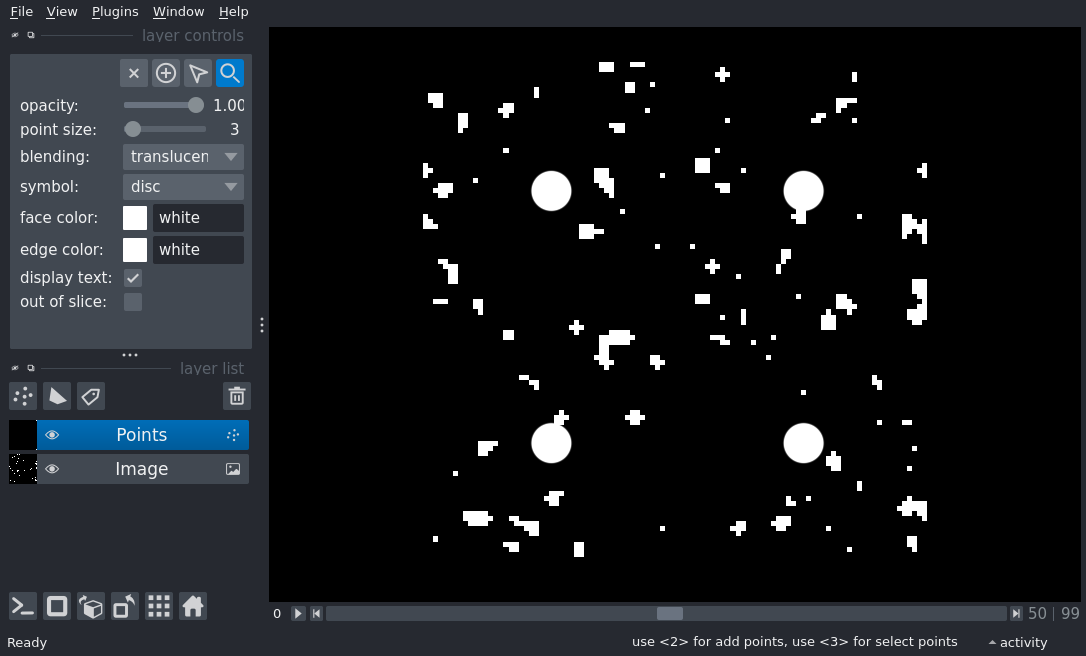 File View Plugins Window Help
layer controls
opacity: 1.00
point size: 3
blending: translucen
symbol: disc
face color: white
edge color: white
display text:
out of slice:
layer list
Points
Image
0 50 | 99
Ready use <2> for add points, use <3> for select points activity